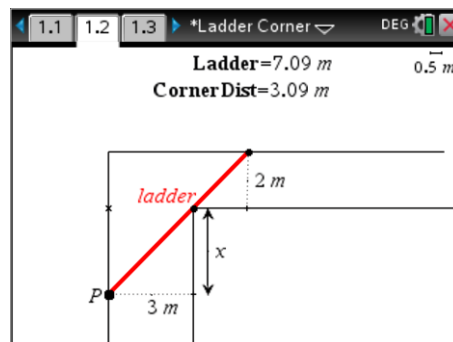 1.1 1.2 1.3 *Ladder Corner DEG
Ladder=7.09 m
0.5 m
CornerDist=3.09 m
2 m
ladder
x
P
3 m